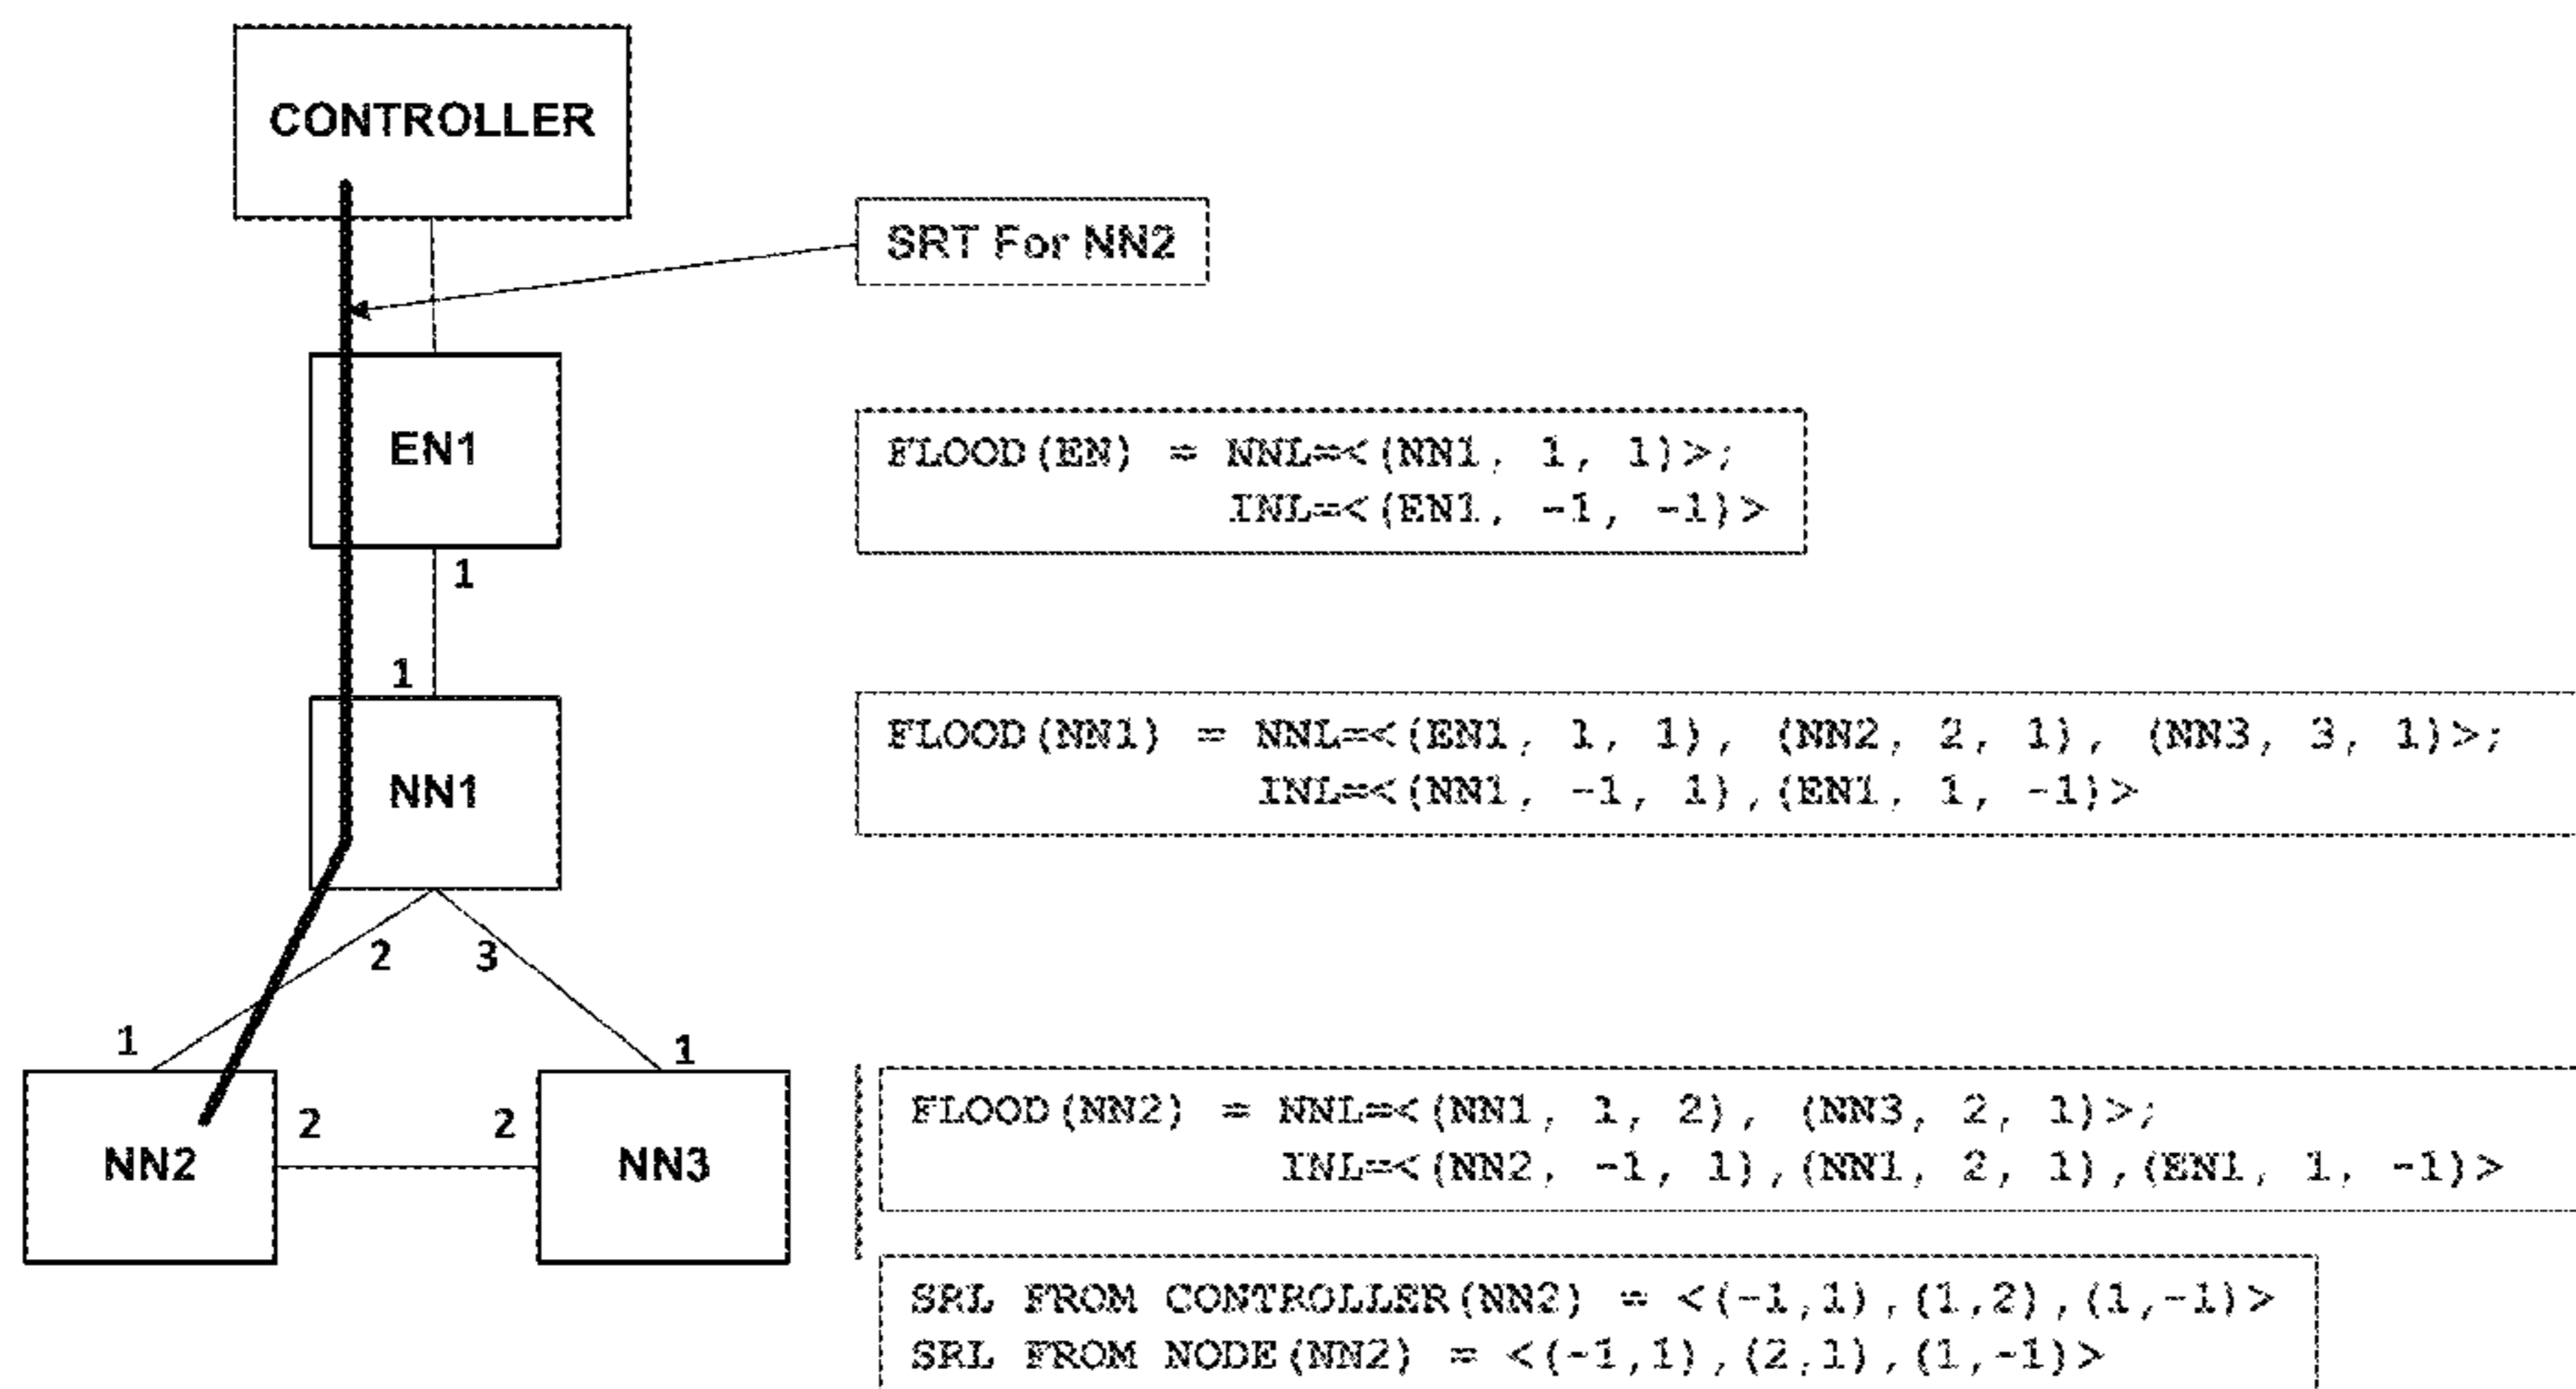 CONTROLLER
SRT For NN2
EN1
FLOOD(EN) = NNL=<(NN1, 1, 1)>;
INL=<(EN1, -1, -1)>
1
1
NN1
FLOOD(NN1) = NNL=<(EN1, 1, 1), (NN2, 2, 1), (NN3, 3, 1)>;
INL=<(NN1, -1, 1),(EN1, 1, -1)>
2 3
1 1
NN2 2 2 NN3
FLOOD(NN2) = NNL=<(NN1, 1, 2), (NN3, 2, 1)>;
INL=<(NN2, -1, 1),(NN1, 2, 1),(EN1, 1, -1)>
SRL FROM CONTROLLER(NN2) = <(-1,1),(1,2),(1,-1)>
SRL FROM NODE(NN2) = <(-1,1),(2,1),(1,-1)>